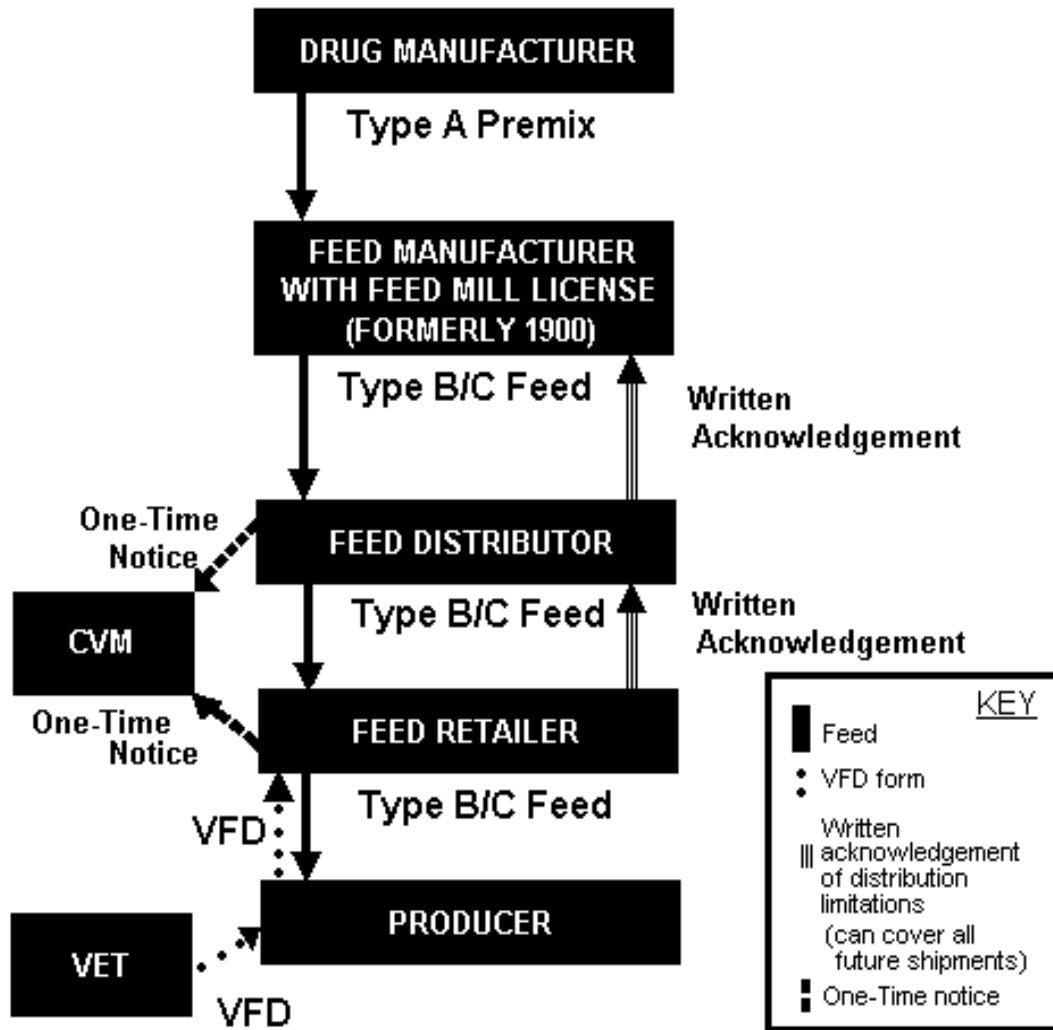 DRUG MANUFACTURER
Type A Premix
FEED MANUFACTURER
WITH FEED MILL LICENSE
(FORMERLY 1900)
Type B/C Feed
Written
Acknowledgement
One-Time
Notice
FEED DISTRIBUTOR
Type B/C Feed
Written
Acknowledgement
CVM
One-Time
Notice
FEED RETAILER
Type B/C Feed
VFD
PRODUCER
VET
VFD
KEY
Feed
VFD form
Written
acknowledgement
of distribution
limitations
(can cover all
future shipments)
One-Time notice